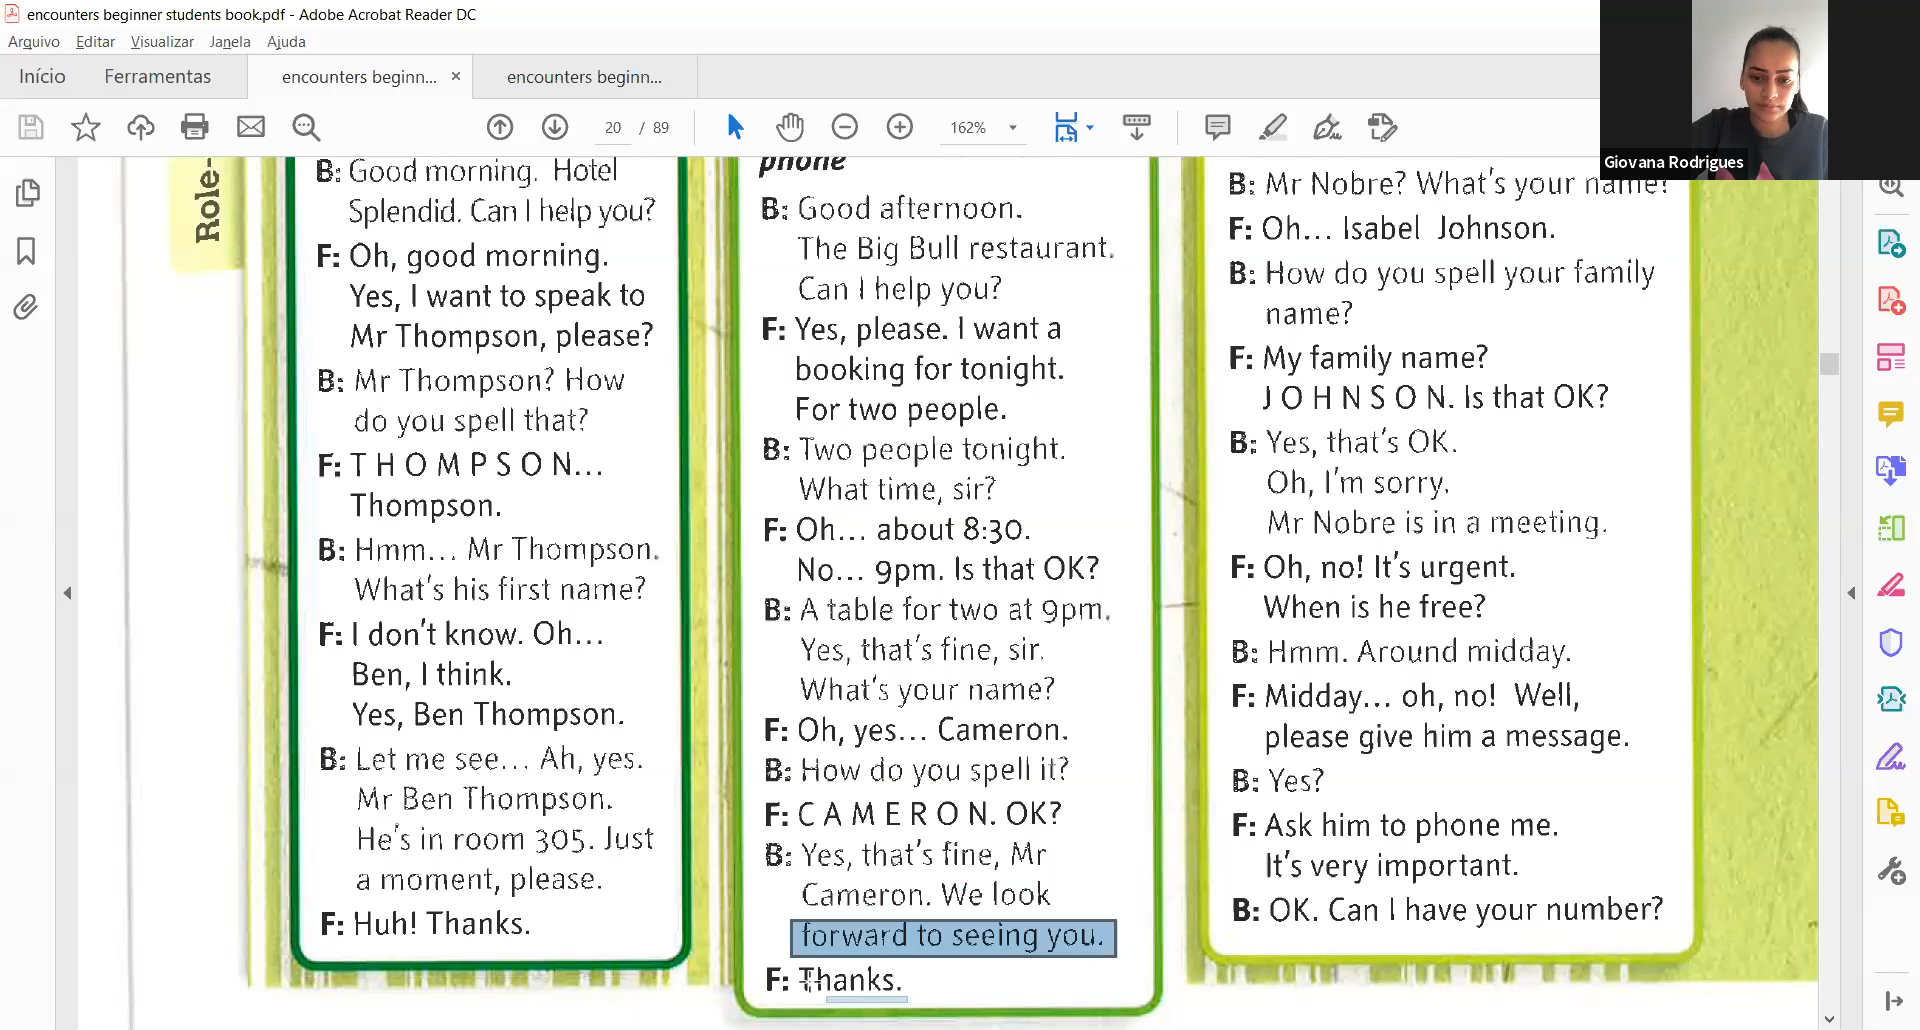 encounters beginner students book.pdf - Adobe Acrobat Reader DC
Arquivo Editar Visualizar Janela Ajuda
Início Ferramentas encounters beginn... × encounters beginn...
20 / 89 162%
Giovana Rodrigues
Role-
B: Good morning. Hotel
Splendid. Can I help you?
F: Oh, good morning.
Yes, I want to speak to
Mr Thompson, please?
B: Mr Thompson? How
do you spell that?
F: T H O M P S O N...
Thompson.
B: Hmm... Mr Thompson.
What's his first name?
F: I don't know. Oh...
Ben, I think.
Yes, Ben Thompson.
B: Let me see... Ah, yes.
Mr Ben Thompson.
He's in room 305. Just
a moment, please.
F: Huh! Thanks.
phone
B: Good afternoon.
The Big Bull restaurant.
Can I help you?
F: Yes, please. I want a
booking for tonight.
For two people.
B: Two people tonight.
What time, sir?
F: Oh... about 8:30.
No... 9pm. Is that OK?
B: A table for two at 9pm.
Yes, that's fine, sir.
What's your name?
F: Oh, yes... Cameron.
B: How do you spell it?
F: C A M E R O N. OK?
B: Yes, that's fine, Mr
Cameron. We look
forward to seeing you.
F: Thanks.
B: Mr Nobre? What's your name?
F: Oh... Isabel Johnson.
B: How do you spell your family
name?
F: My family name?
J O H N S O N. Is that OK?
B: Yes, that's OK.
Oh, I'm sorry.
Mr Nobre is in a meeting.
F: Oh, no! It's urgent.
When is he free?
B: Hmm. Around midday.
F: Midday... oh, no! Well,
please give him a message.
B: Yes?
F: Ask him to phone me.
It's very important.
B: OK. Can I have your number?